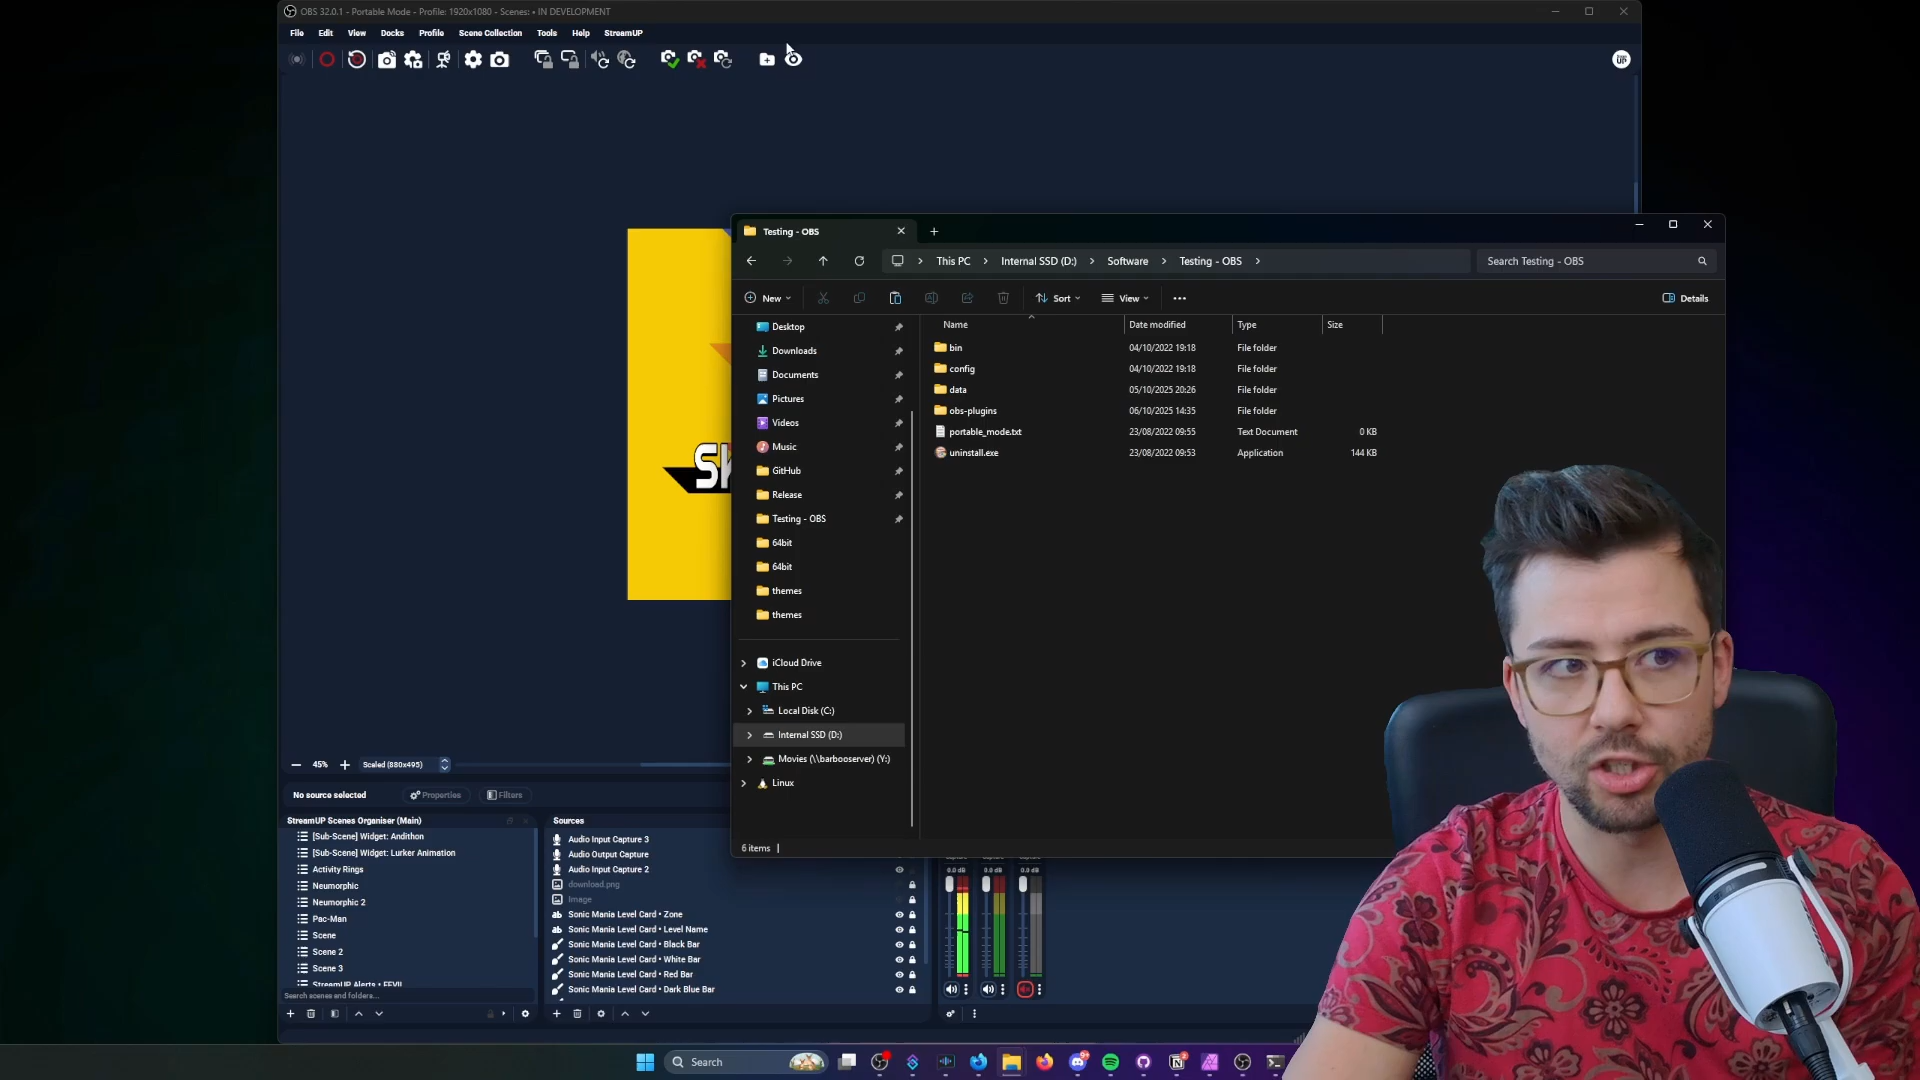 OBS 32.0.1 - Portable Mode - Profile: 1920x1080 - Scenes: • IN DEVELOPMENT
File Edit View Docks Profile Scene Collection Tools Help StreamUP
UP
Testing - OBS
This PC > Internal SSD (D:) > Software > Testing - OBS >
Search Testing - OBS
New Sort View Details
Name Date modified Type Size
bin 04/10/2022 19:18 File folder
config 04/10/2022 19:18 File folder
data 05/10/2025 20:26 File folder
obs-plugins 06/10/2025 14:35 File folder
portable_mode.txt 23/08/2022 09:55 Text Document 0 KB
uninstall.exe 23/08/2022 09:53 Application 144 KB
Desktop
Downloads
Documents
Pictures
Videos
Music
GitHub
Release
Testing - OBS
64bit
64bit
themes
themes
iCloud Drive
This PC
Local Disk (C:)
Internal SSD (D:)
Movies (\\barbooserver) (Y:)
Linux
6 items
45% Scaled (880x495)
No source selected Properties Filters
StreamUP Scenes Organiser (Main)
[Sub-Scene] Widget: Andithon
[Sub-Scene] Widget: Lurker Animation
Activity Rings
Neumorphic
Neumorphic 2
Pac-Man
Scene
Scene 2
Scene 3
Search scenes and folders...
Sources
Audio Input Capture 3
Audio Output Capture
Audio Input Capture 2
download.png
Image
Sonic Mania Level Card • Zone
Sonic Mania Level Card • Level Name
Sonic Mania Level Card • Black Bar
Sonic Mania Level Card • White Bar
Sonic Mania Level Card • Red Bar
Sonic Mania Level Card • Dark Blue Bar
0.0 dB 0.0 dB 0.0 dB
Search